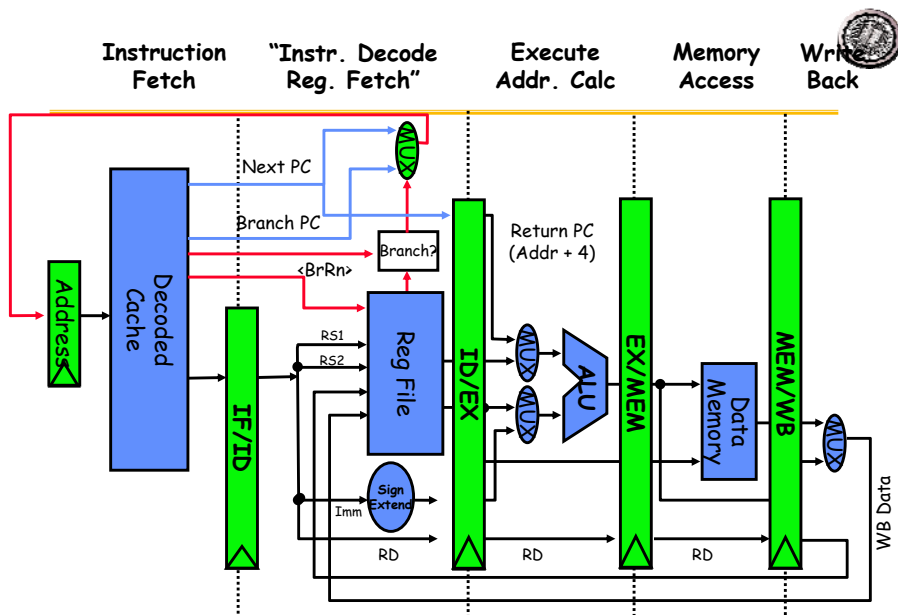 Instruction
Fetch
“Instr. Decode
Reg. Fetch”
Execute
Addr. Calc
Memory
Access
Write
Back
Next PC
Branch PC
MUX
Branch?
<BrRn>
Return PC
(Addr + 4)
Address
Decoded
Cache
IF/ID
RS1
RS2
Reg File
ID/EX
MUX
MUX
ALU
EX/MEM
Data
Memory
MEM/WB
MUX
Imm
Sign
Extend
RD
RD
RD
WB Data